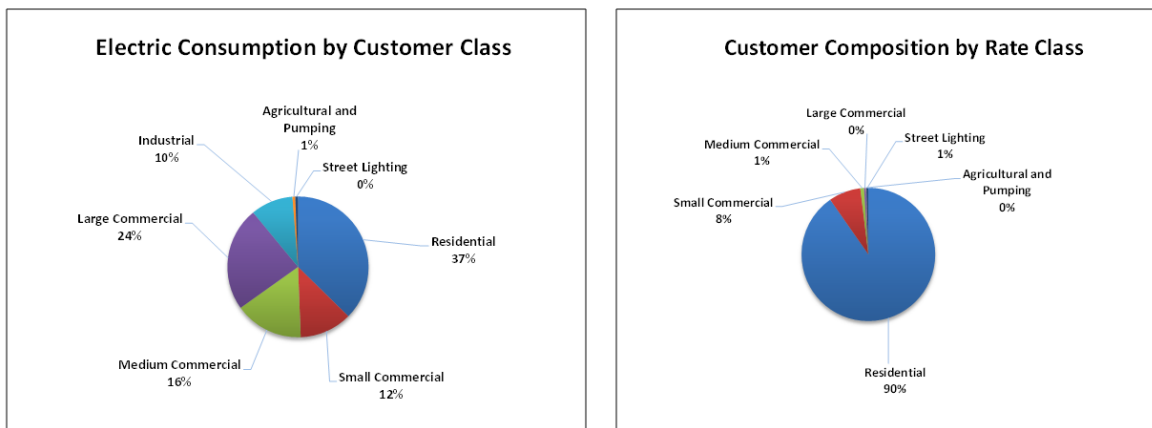 Electric Consumption by Customer Class
Agricultural and
Pumping
1%
Industrial
10%
Street Lighting
0%
Large Commercial
24%
Residential
37%
Medium Commercial
16%
Small Commercial
12%
Customer Composition by Rate Class
Large Commercial
0%
Street Lighting
1%
Medium Commercial
1%
Agricultural and
Pumping
0%
Small Commercial
8%
Residential
90%